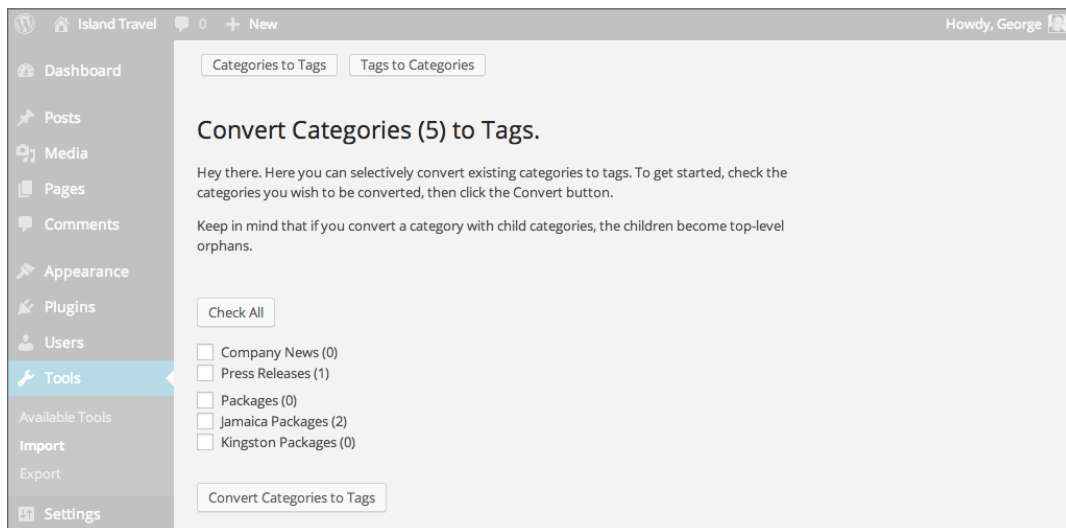 Island Travel 0 + New Howdy, George
Dashboard
Posts
Media
Pages
Comments
Appearance
Plugins
Users
Tools
Available Tools
Import
Export
Settings
Categories to Tags Tags to Categories
Convert Categories (5) to Tags.
Hey there. Here you can selectively convert existing categories to tags. To get started, check the
categories you wish to be converted, then click the Convert button.
Keep in mind that if you convert a category with child categories, the children become top-level
orphans.
Check All
Company News (0)
Press Releases (1)
Packages (0)
Jamaica Packages (2)
Kingston Packages (0)
Convert Categories to Tags